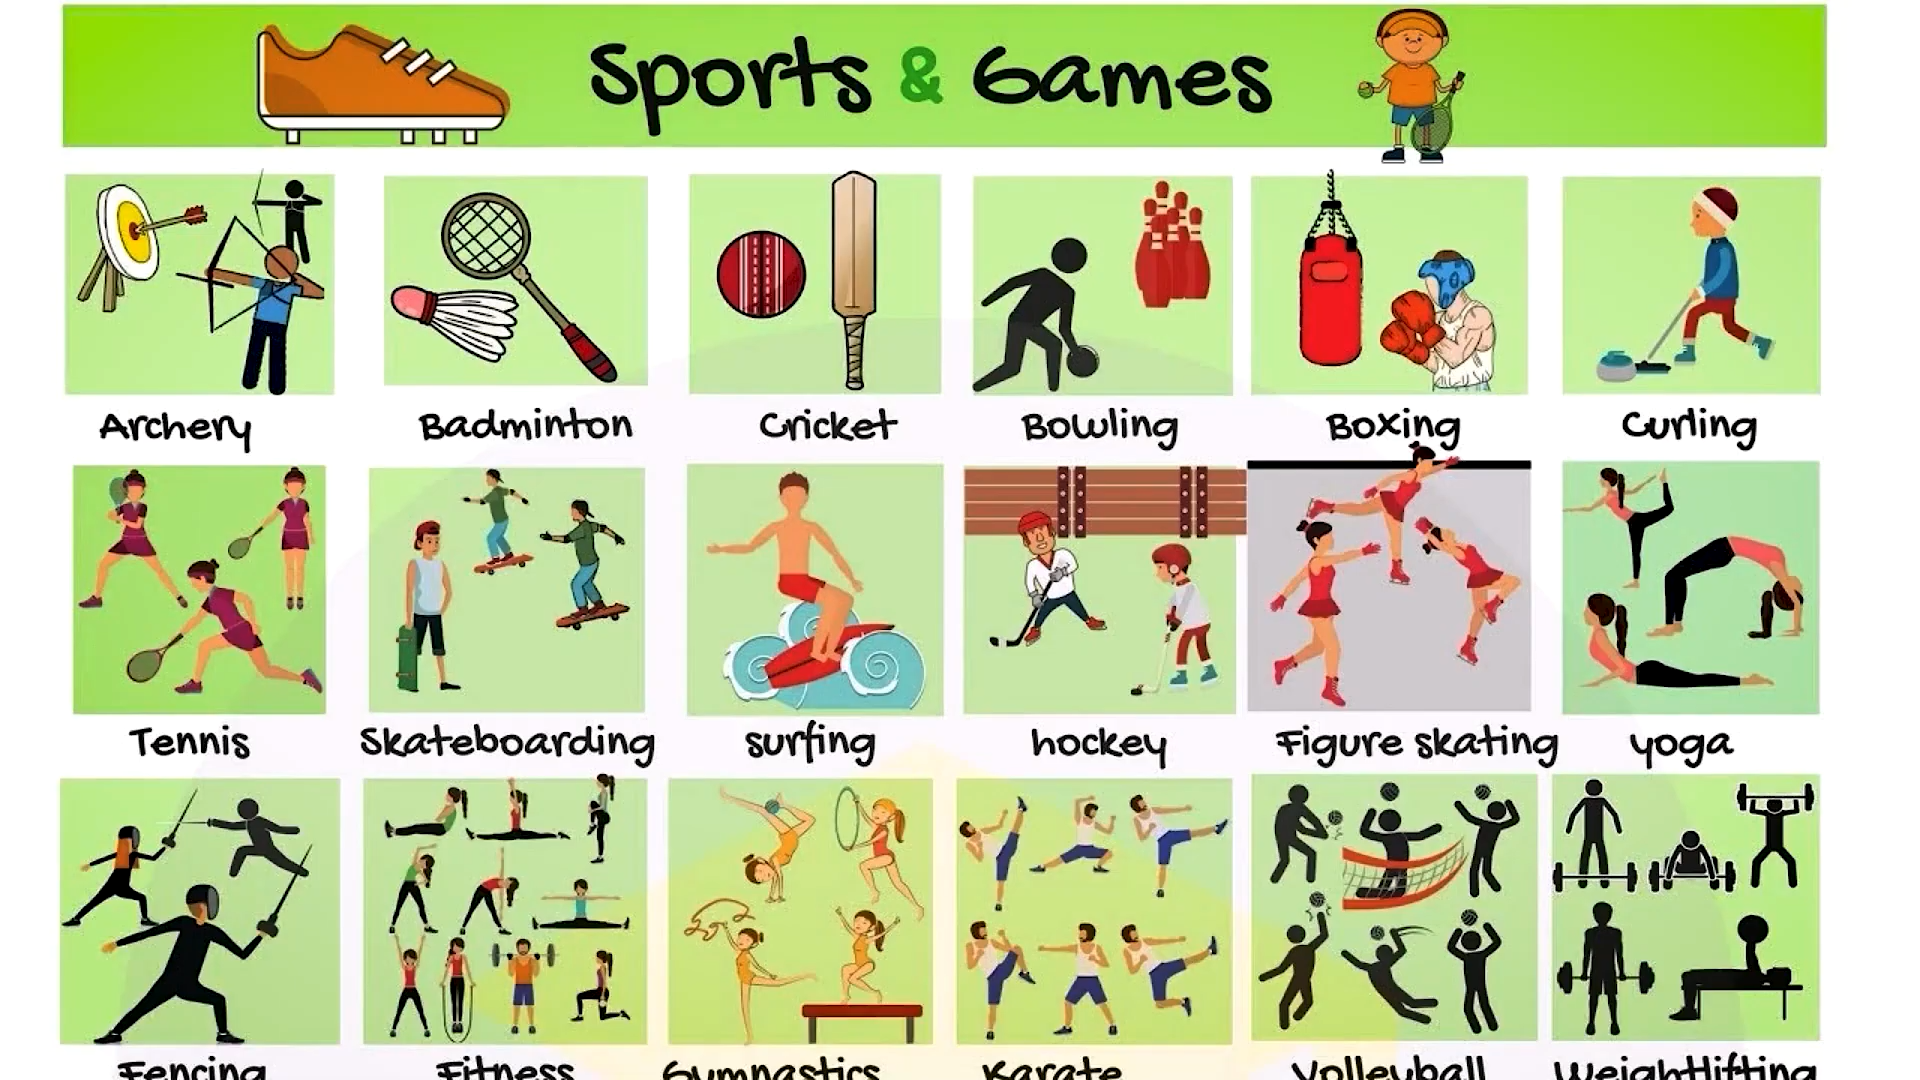 Sports & Games
Archery Badminton Cricket Bowling Boxing Curling
Tennis Skateboarding surfing hockey Figure skating yoga
Fencing Fitness Gymnastics Karate Volleyball Weightlifting